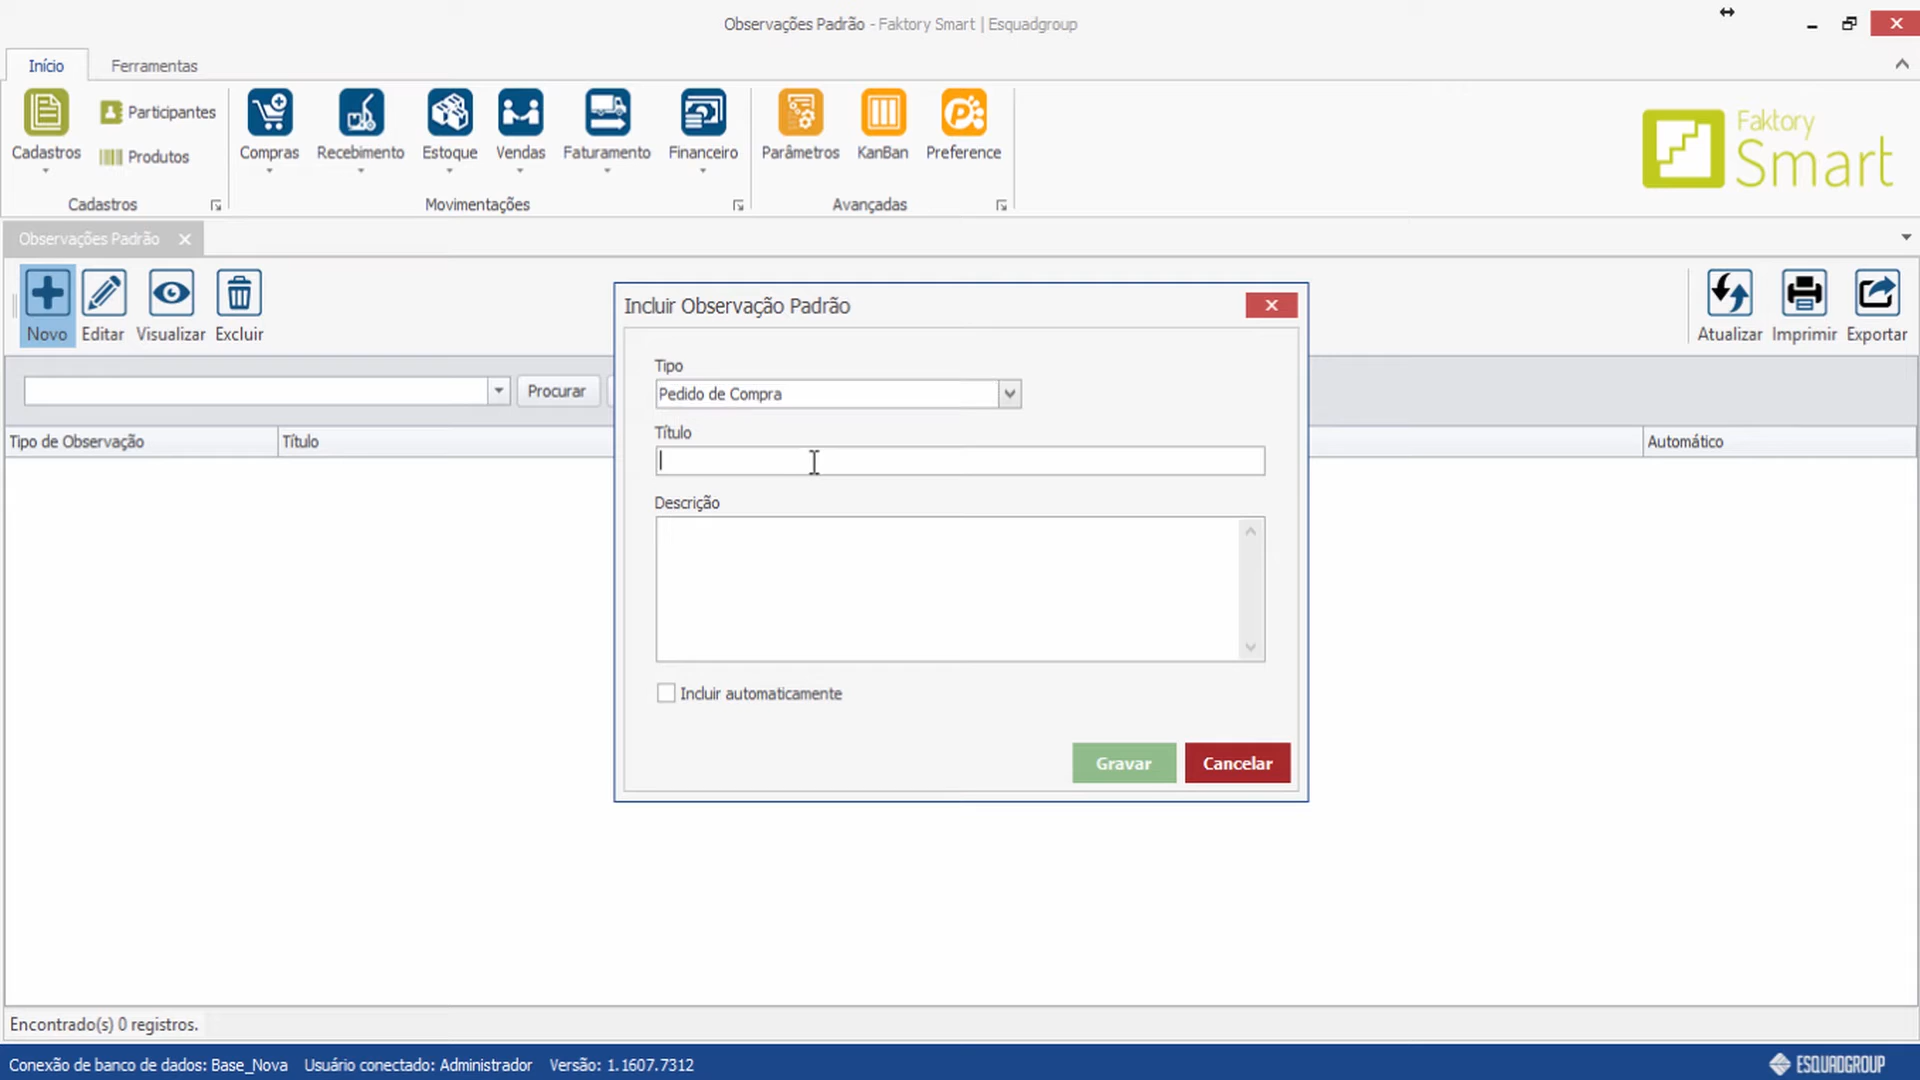 Observações Padrão - Faktory Smart | Esquadgroup
Início
Ferramentas
Cadastros
Participantes
Produtos
Compras
Recebimento
Estoque
Vendas
Faturamento
Financeiro
Parâmetros
KanBan
Preference
Cadastros
Movimentações
Avançadas
Faktory
Smart
Observações Padrão
Novo
Editar
Visualizar
Excluir
Atualizar
Imprimir
Exportar
Procurar
Tipo de Observação
Título
Automático
Incluir Observação Padrão
Tipo
Pedido de Compra
Título
Descrição
Incluir automaticamente
Gravar
Cancelar
Encontrado(s) 0 registros.
Conexão de banco de dados: Base_Nova Usuário conectado: Administrador Versão: 1.1607.7312
ESQUADGROUP